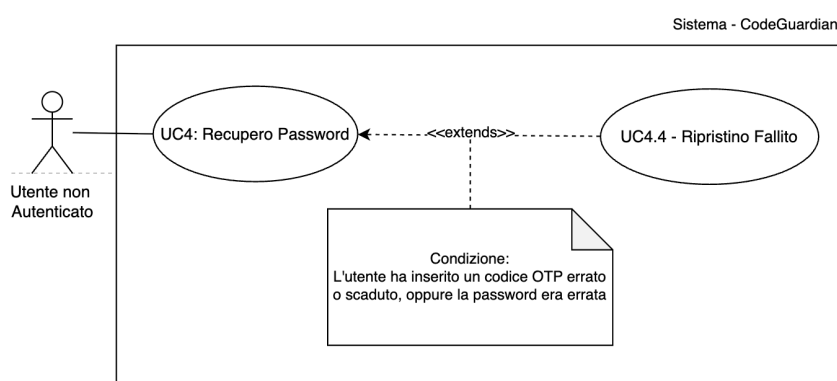 Sistema - CodeGuardian
UC4: Recupero Password
<<extends>>
UC4.4 - Ripristino Fallito
Utente non
Autenticato
Condizione:
L'utente ha inserito un codice OTP errato
o scaduto, oppure la password era errata